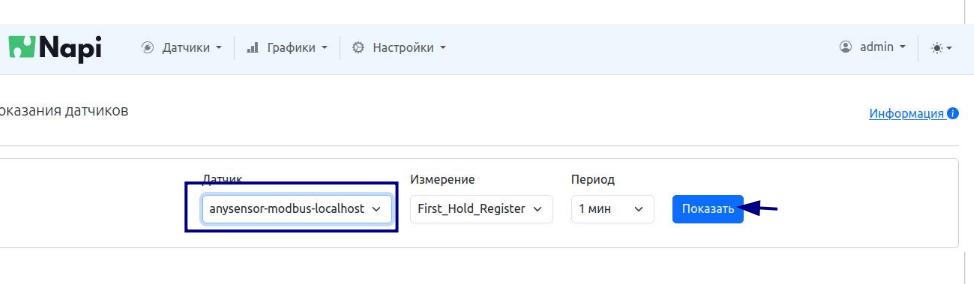 Napi Датчики Графики Настройки admin
оказания датчиков
Информация
Датчик Измерение Период
anysensor-modbus-localhost First_Hold_Register 1 мин Показать